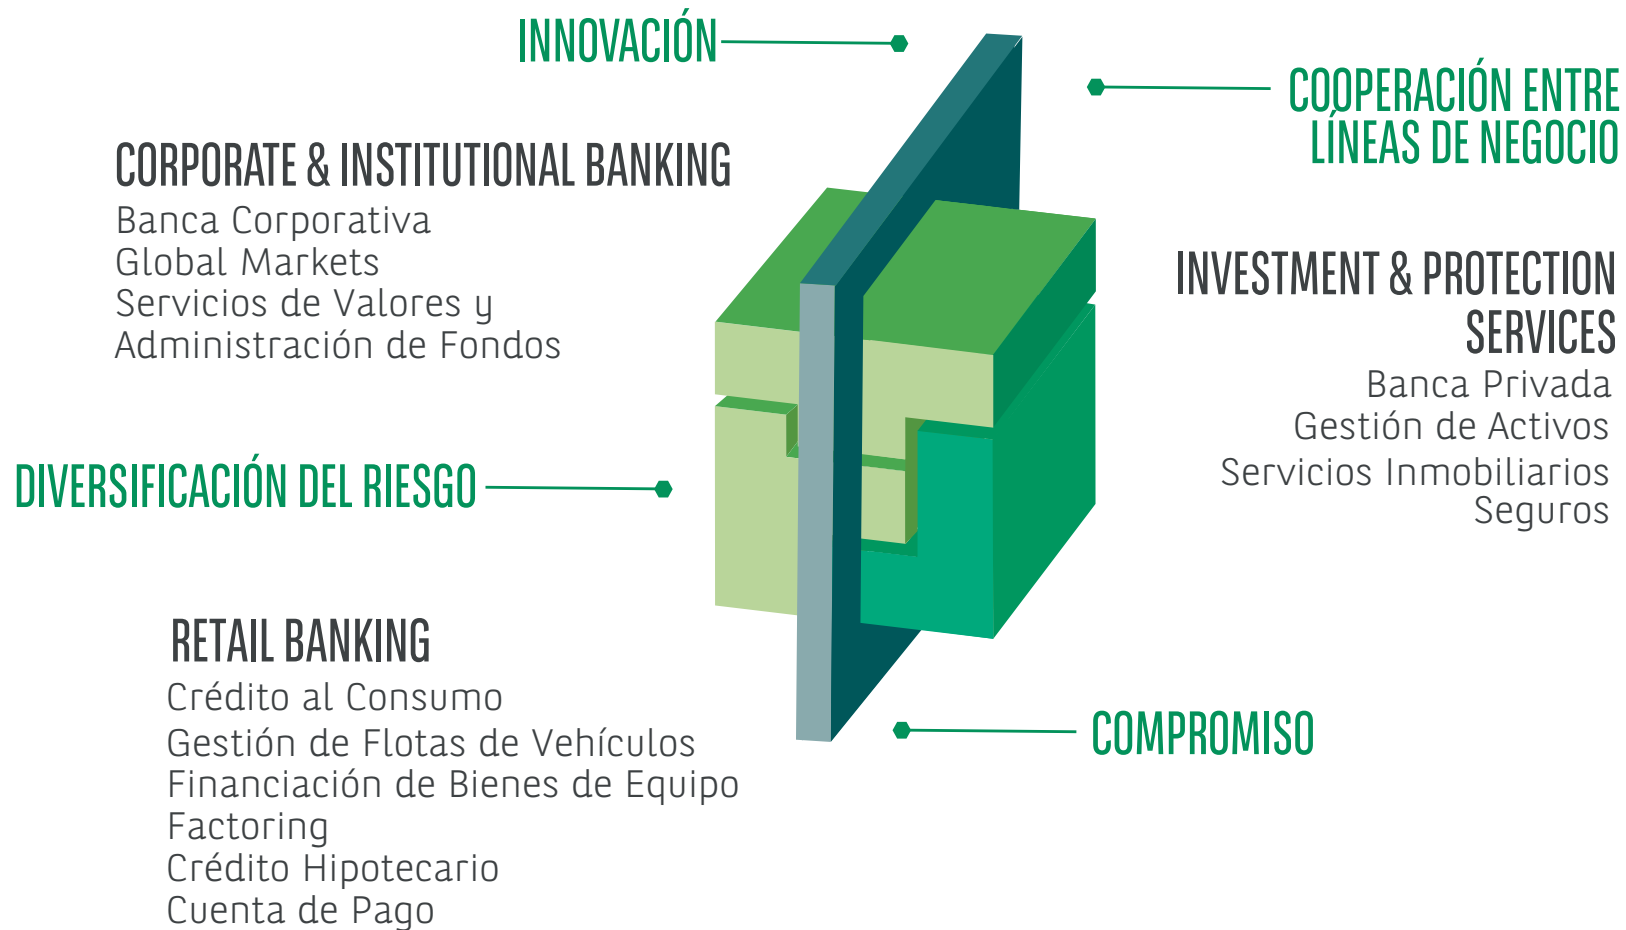 INNOVACIÓN
COOPERACIÓN ENTRE
LÍNEAS DE NEGOCIO
CORPORATE & INSTITUTIONAL BANKING
Banca Corporativa
Global Markets
Servicios de Valores y
Administración de Fondos
INVESTMENT & PROTECTION
SERVICES
Banca Privada
Gestión de Activos
Servicios Inmobiliarios
Seguros
DIVERSIFICACIÓN DEL RIESGO
RETAIL BANKING
Crédito al Consumo
Gestión de Flotas de Vehículos
Financiación de Bienes de Equipo
Factoring
Crédito Hipotecario
Cuenta de Pago
COMPROMISO